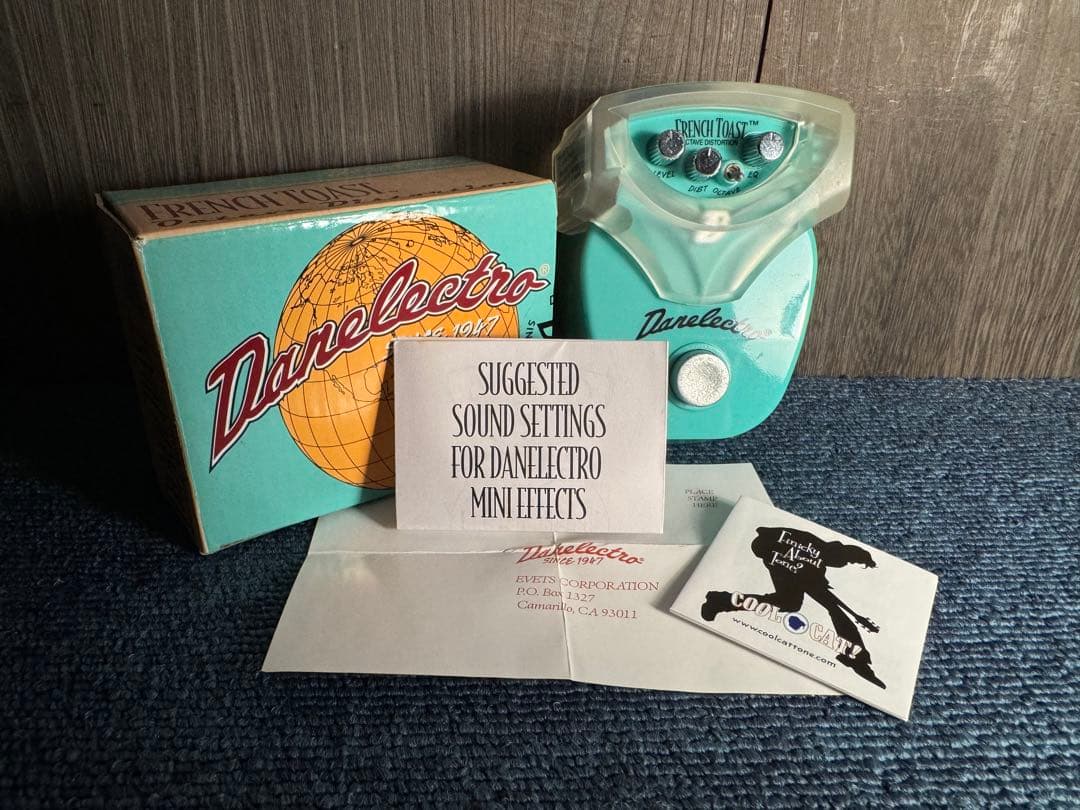 FRENCH TOAST
Danelectro®
SINCE 1947
FRENCH TOAST™
OCTAVE DISTORTION
LEVEL
DIST
OCTAVE
EQ
Danelectro
SUGGESTED
SOUND SETTINGS
FOR DANELECTRO
MINI EFFECTS
PLACE
STAMP
HERE
Danelectro®
SINCE 1947
EVETS CORPORATION
P.O. Box 1327
Camarillo, CA 93011
Finicky
About
Tone?
COOL CAT!
www.coolcattone.com